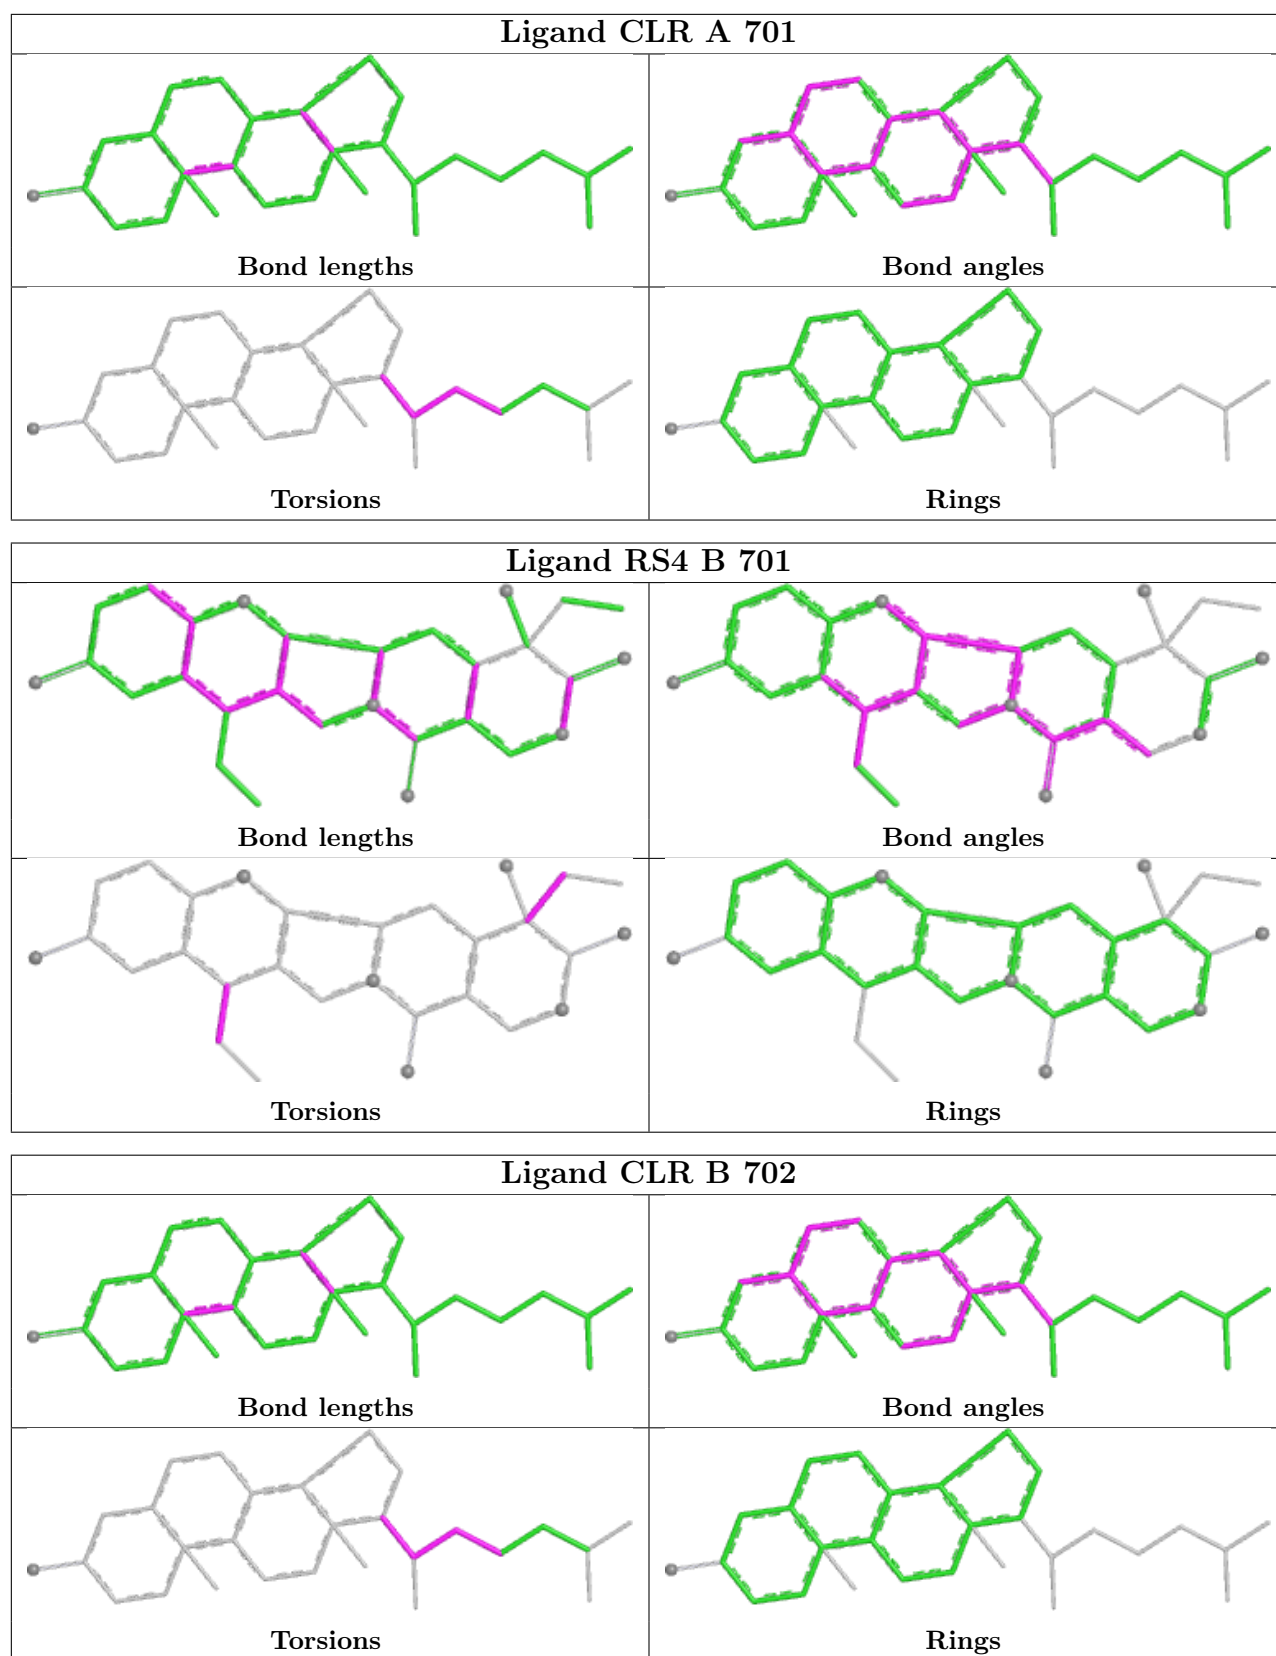 Ligand CLR A 701
Bond lengths
Bond angles
Torsions
Rings
Ligand RS4 B 701
Bond lengths
Bond angles
Torsions
Rings
Ligand CLR B 702
Bond lengths
Bond angles
Torsions
Rings